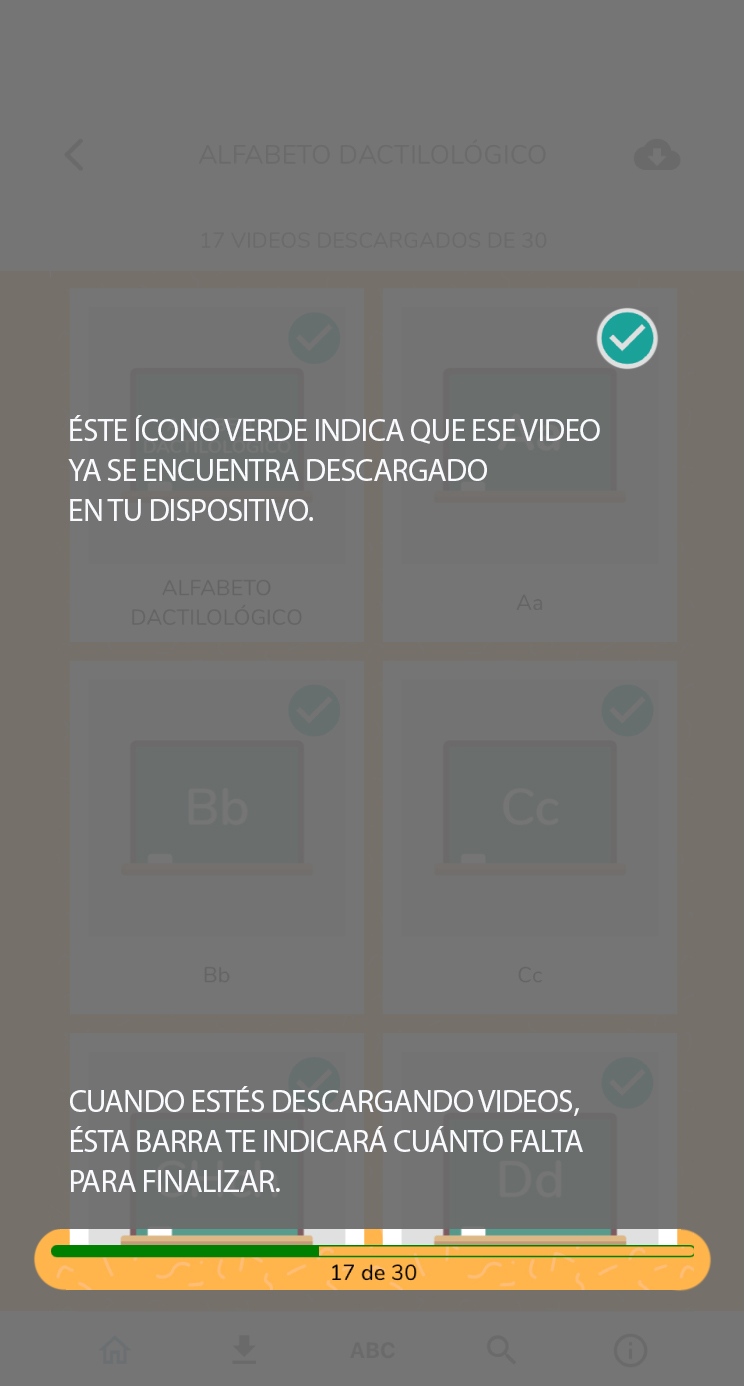 ALFABETO DACTILOLÓGICO
17 VIDEOS DESCARGADOS DE 30
DACTILOLÓGICO
Aa
ÉSTE ÍCONO VERDE INDICA QUE ESE VIDEO
YA SE ENCUENTRA DESCARGADO
EN TU DISPOSITIVO.
ALFABETO
DACTILOLÓGICO
Aa
Bb
Cc
Bb
Cc
CUANDO ESTÉS DESCARGANDO VIDEOS,
ÉSTA BARRA TE INDICARÁ CUÁNTO FALTA
PARA FINALIZAR.
Dd
17 de 30
ABC